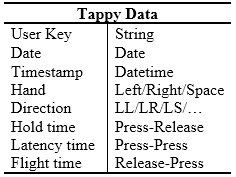 Tappy Data
User Key String
Date Date
Timestamp Datetime
Hand Left/Right/Space
Direction LL/LR/LS/…
Hold time Press-Release
Latency time Press-Press
Flight time Release-Press